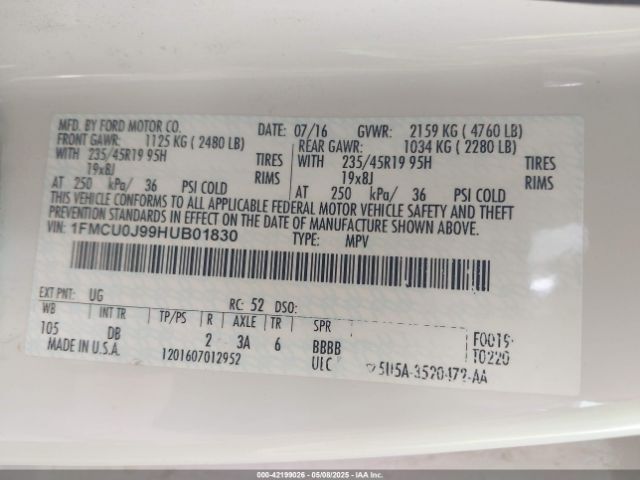 MFD. BY FORD MOTOR CO. DATE: 07/16 GVWR: 2159 KG ( 4760 LB)
FRONT GAWR: 1125 KG ( 2480 LB) REAR GAWR: 1034 KG ( 2280 LB)
WITH 235/45R19 95H TIRES WITH 235/45R19 95H TIRES
19x8J RIMS 19x8J RIMS
AT 250 kPa/ 36 PSI COLD AT 250 kPa/ 36 PSI COLD
THIS VEHICLE CONFORMS TO ALL APPLICABLE FEDERAL MOTOR VEHICLE SAFETY AND THEFT
PREVENTION STANDARDS IN EFFECT ON THE DATE OF MANUFACTURE SHOWN ABOVE.
VIN: 1FMCU0J99HUB01830 TYPE: MPV
EXT PNT: UG RC: 52 DSO:
WB INT TR TP/PS R AXLE TR SPR
105 DB 2 3A 6 BBBB
MADE IN U.S.A. 1201607012952 ULC
F0019
T0220
5U5A-3520472-AA
000-42199026 - 05/08/2025 - IAA Inc.